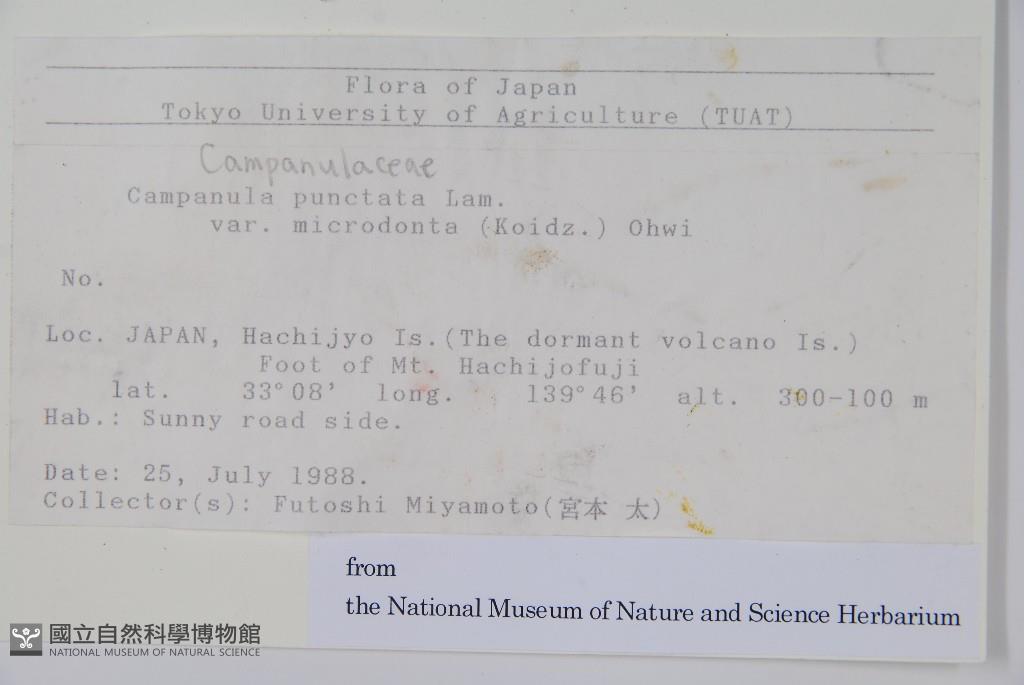 Flora of Japan
Tokyo University of Agriculture (TUAT)
Campanulaceae
Campanula punctata Lam.
var. microdonta (Koidz.) Ohwi
No.
Loc. JAPAN, Hachijyo Is.(The dormant volcano Is.)
Foot of Mt. Hachijofuji
lat. 33°08' long. 139°46' alt. 300-100 m
Hab.: Sunny road side.
Date: 25, July 1988.
Collector(s): Futoshi Miyamoto(宮本 太)
from
the National Museum of Nature and Science Herbarium
國立自然科學博物館
NATIONAL MUSEUM OF NATURAL SCIENCE